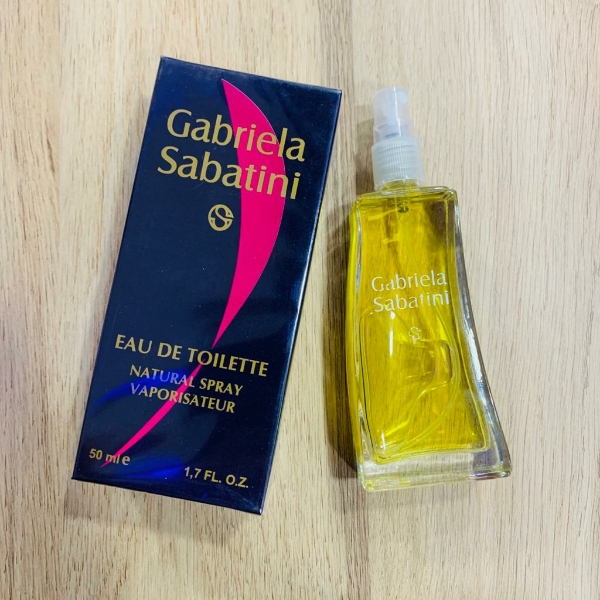 Gabriela
Sabatini
EAU DE TOILETTE
NATURAL SPRAY
VAPORISATEUR
50 ml e
1,7 FL. O.Z.
Gabriela
Sabatini